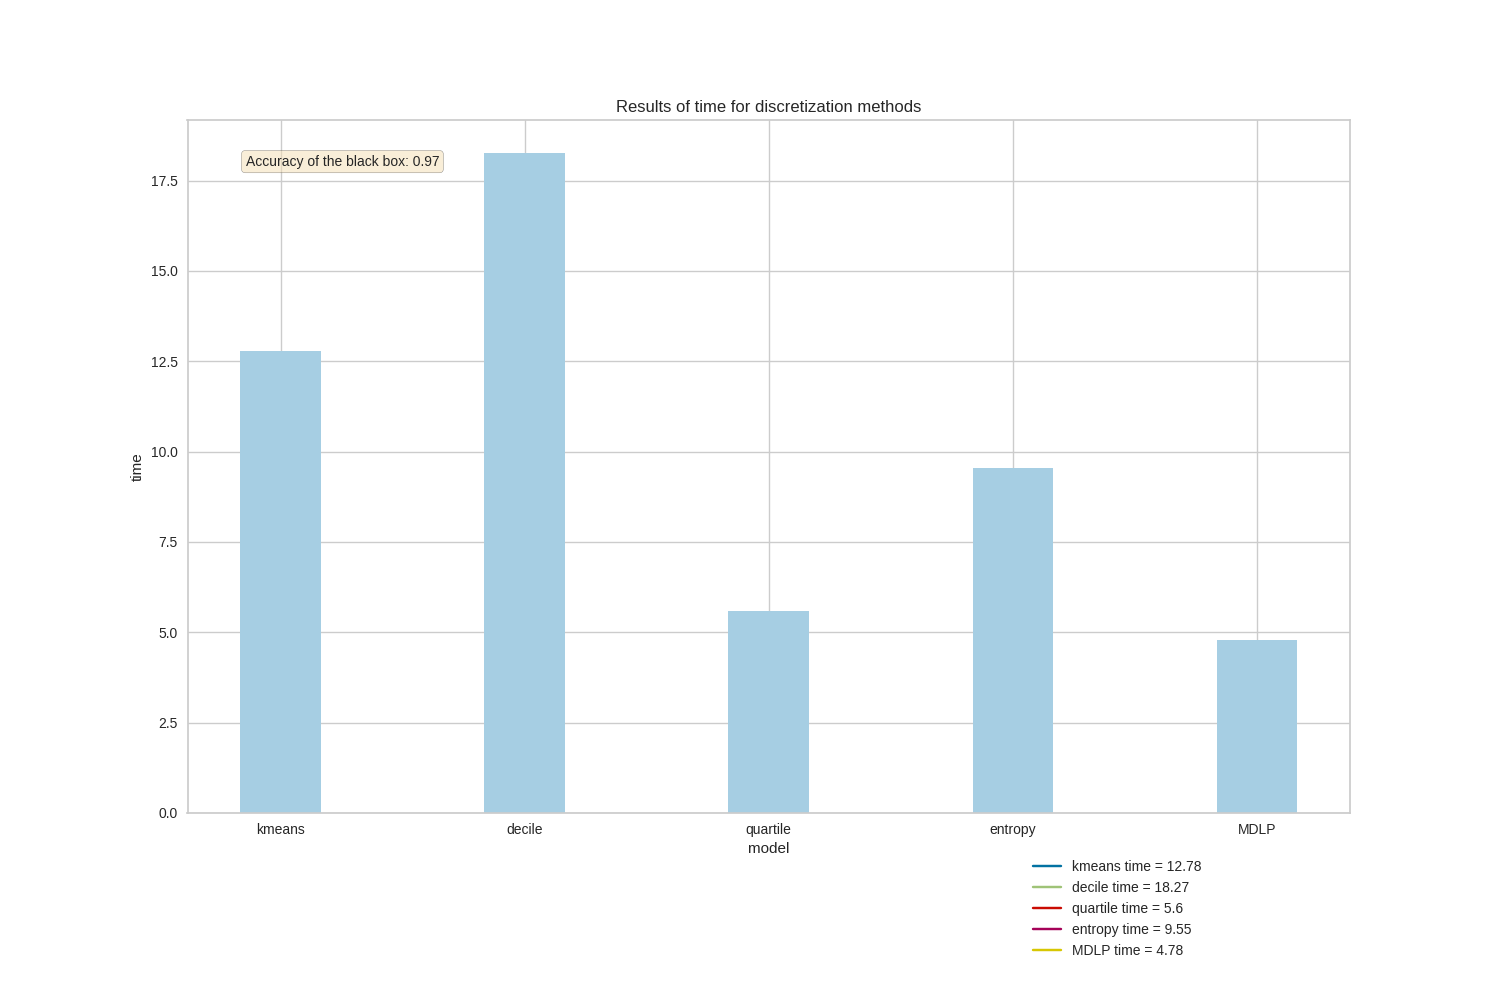 Results of time for discretization methods
Accuracy of the black box: 0.97
17.5
15.0
12.5
10.0
7.5
5.0
2.5
0.0
time
kmeans decile quartile entropy MDLP
model
kmeans time = 12.78
decile time = 18.27
quartile time = 5.6
entropy time = 9.55
MDLP time = 4.78